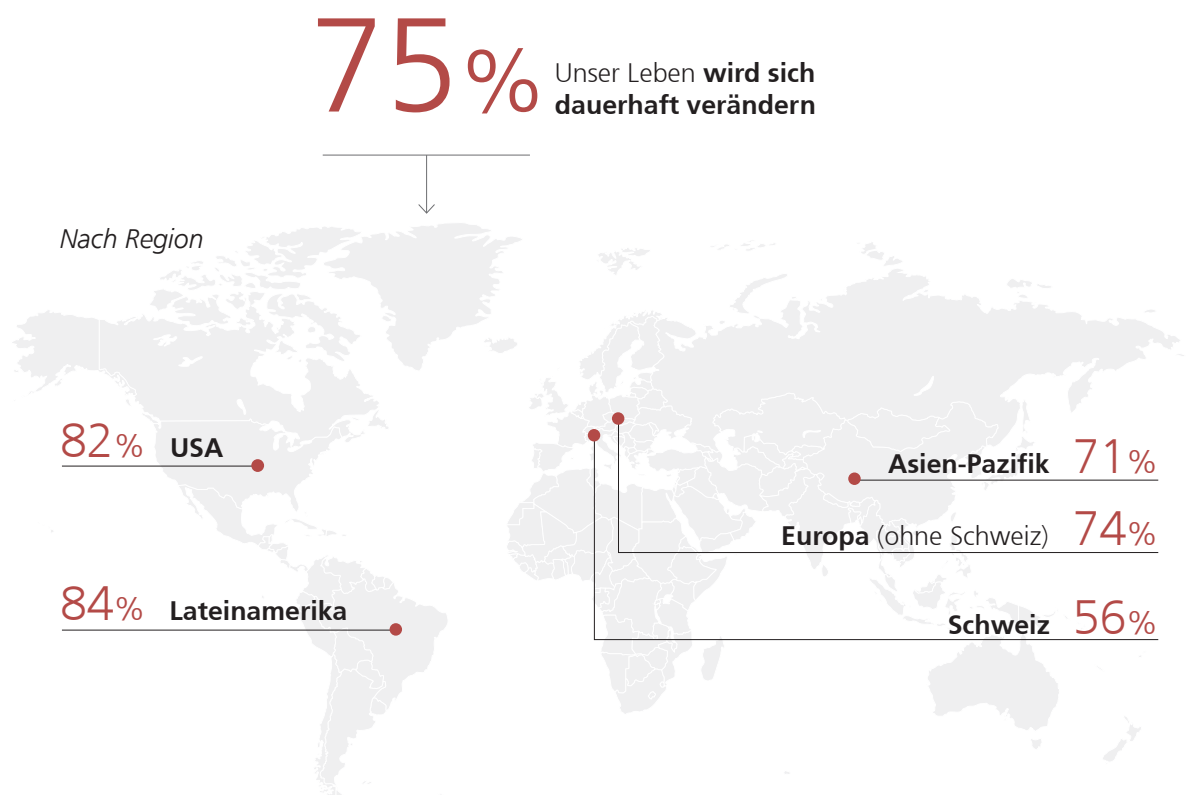 75% Unser Leben wird sich
dauerhaft verändern
Nach Region
82% USA
84% Lateinamerika
Asien-Pazifik 71%
Europa (ohne Schweiz) 74%
Schweiz 56%